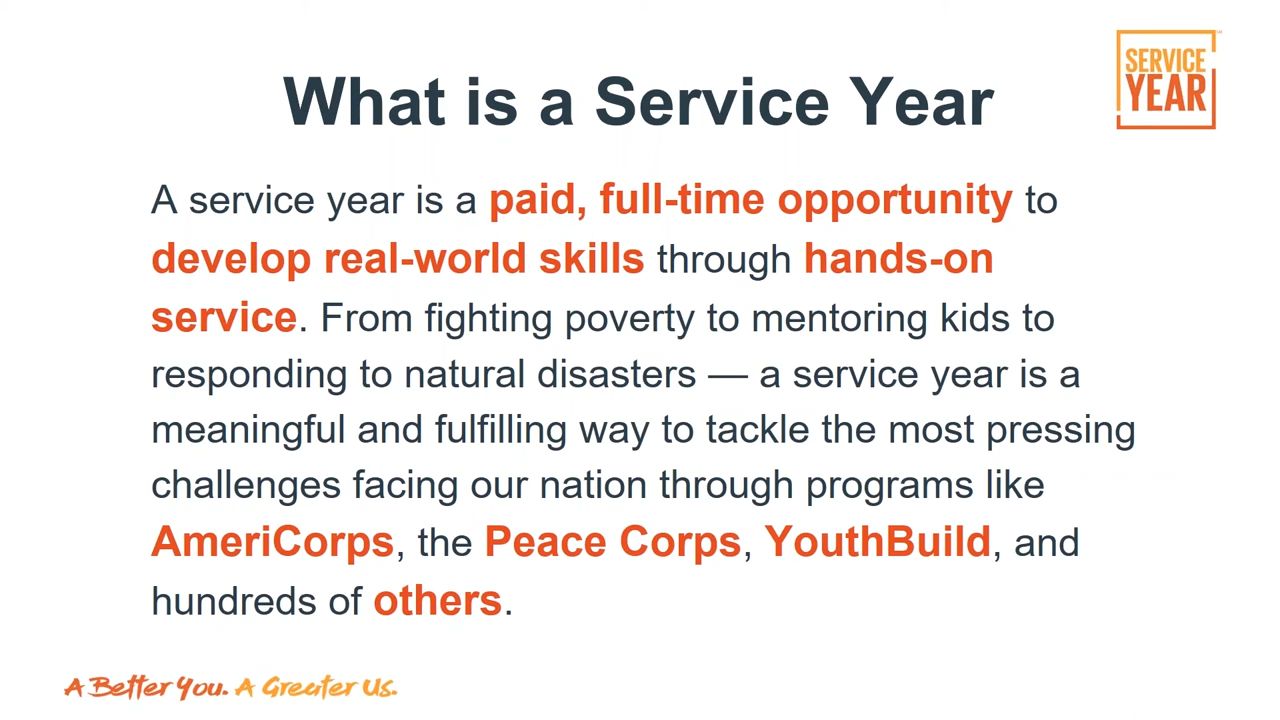 What is a Service Year
SERVICE
YEAR
A service year is a paid, full-time opportunity to
develop real-world skills through hands-on
service. From fighting poverty to mentoring kids to
responding to natural disasters — a service year is a
meaningful and fulfilling way to tackle the most pressing
challenges facing our nation through programs like
AmeriCorps, the Peace Corps, YouthBuild, and
hundreds of others.
A Better You. A Greater Us.